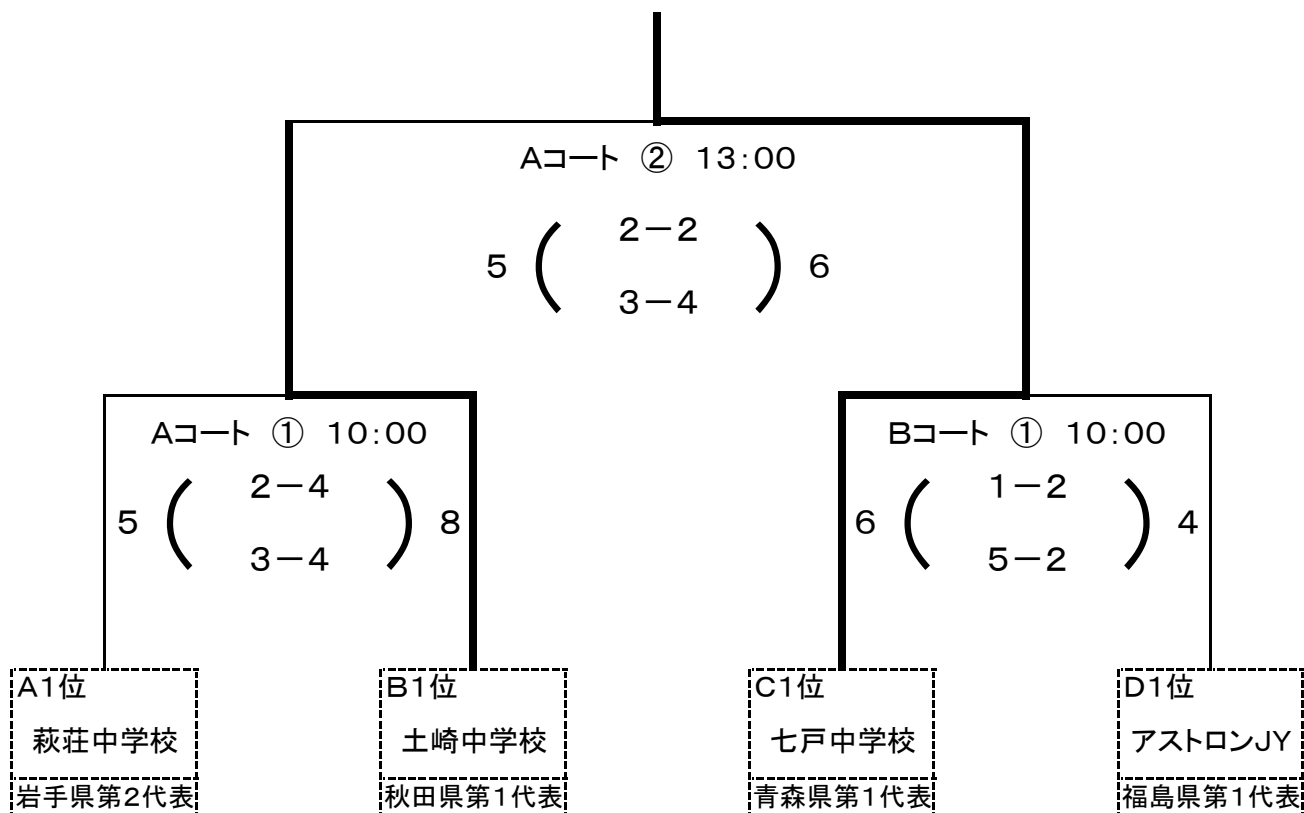 Aコート ② 13:00
2-2
5 ( ) 6
3-4
Aコート ① 10:00
Bコート ① 10:00
2-4
5 ( ) 8
3-4
1-2
6 ( ) 4
5-2
A1位
萩荘中学校
岩手県第2代表
B1位
土崎中学校
秋田県第1代表
C1位
七戸中学校
青森県第1代表
D1位
アストロンJY
福島県第1代表